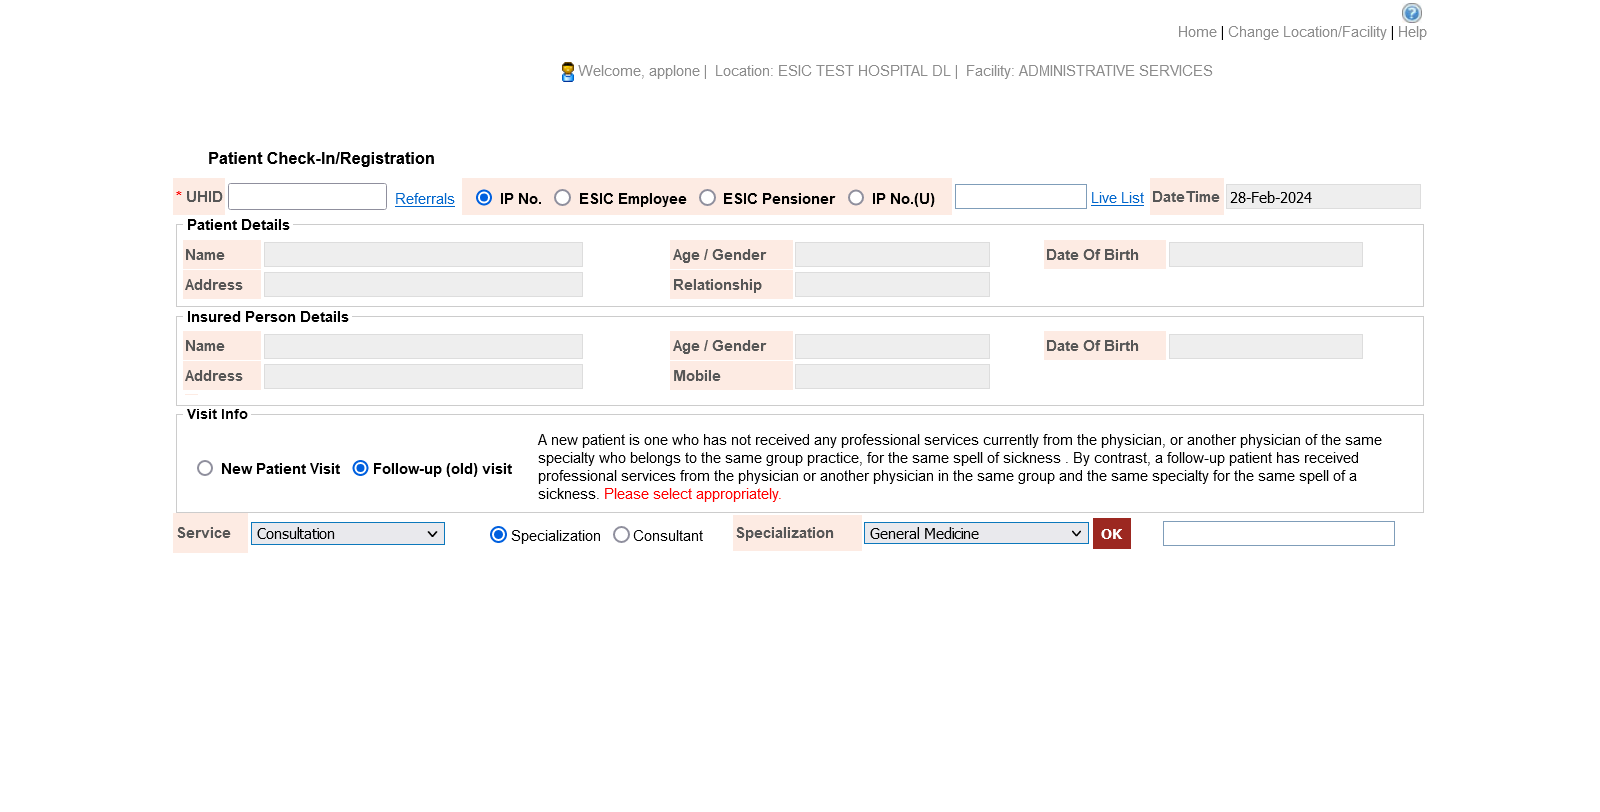 Home | Change Location/Facility | Help
Welcome, applone | Location: ESIC TEST HOSPITAL DL | Facility: ADMINISTRATIVE SERVICES
Patient Check-In/Registration
* UHID Referrals IP No. ESIC Employee ESIC Pensioner IP No.(U) Live List DateTime 28-Feb-2024
Patient Details
Name Age / Gender Date Of Birth
Address Relationship
Insured Person Details
Name Age / Gender Date Of Birth
Address Mobile
Visit Info
New Patient Visit Follow-up (old) visit
A new patient is one who has not received any professional services currently from the physician, or another physician of the same
specialty who belongs to the same group practice, for the same spell of sickness . By contrast, a follow-up patient has received
professional services from the physician or another physician in the same group and the same specialty for the same spell of a
sickness. Please select appropriately.
Service Consultation Specialization Consultant Specialization General Medicine OK